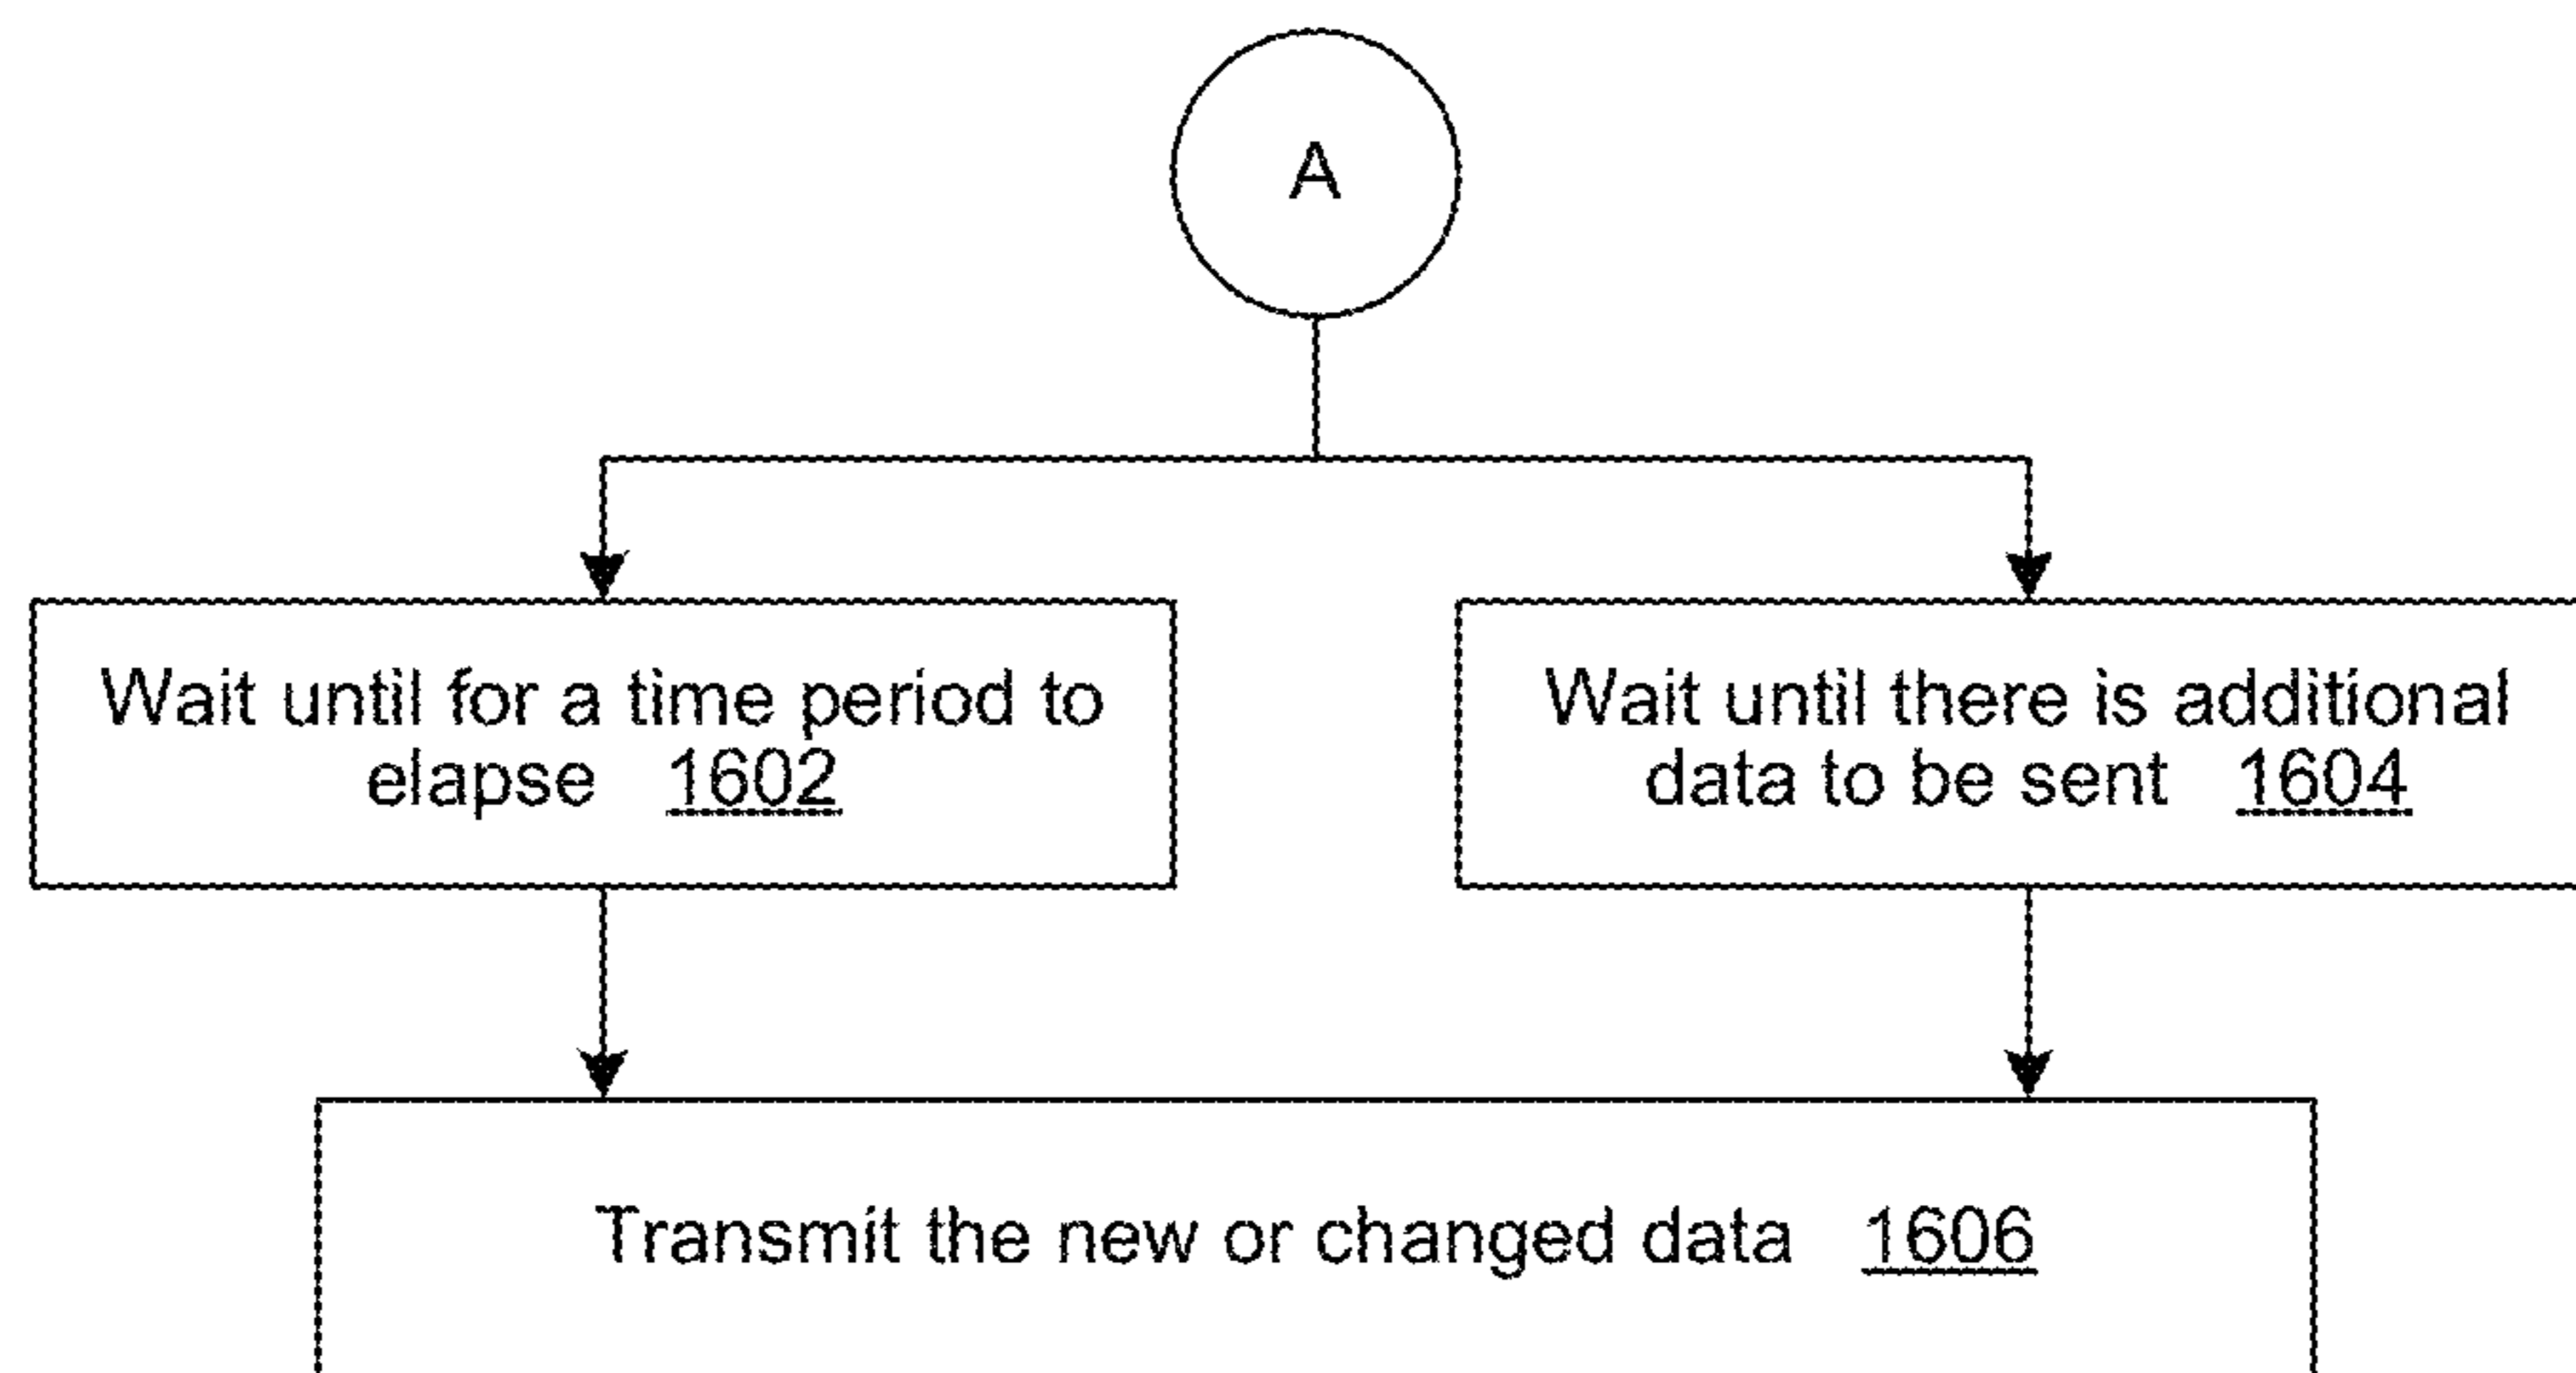 A
Wait until for a time period to
elapse 1602
Wait until there is additional
data to be sent 1604
Transmit the new or changed data 1606